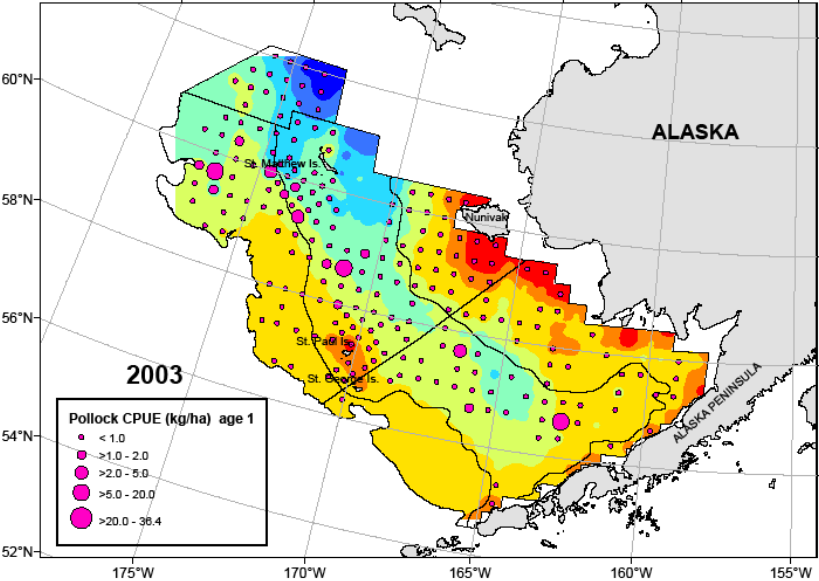 60°N
ALASKA
St. Matthew Is.
58°N
Nunivak
56°N
St. Paul Is.
2003
St. George Is.
ALASKA PENINSULA
Pollock CPUE (kg/ha) age 1
< 1.0
>1.0 - 2.0
>2.0 - 5.0
>5.0 - 20.0
>20.0 - 36.4
54°N
52°N
175°W
170°W
165°W
160°W
155°W